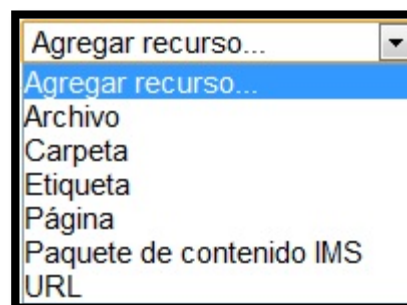 Agregar recurso...
Agregar recurso...
Archivo
Carpeta
Etiqueta
Página
Paquete de contenido IMS
URL